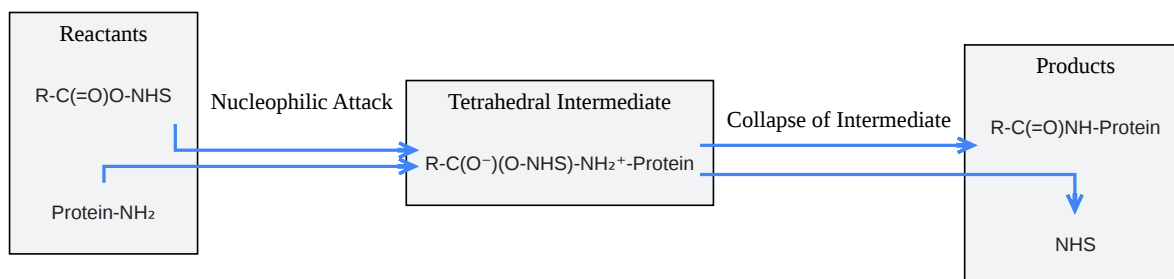 Reactants
R-C(=O)O-NHS
Protein-NH₂
Nucleophilic Attack
Tetrahedral Intermediate
R-C(O⁻)(O-NHS)-NH₂⁺-Protein
Collapse of Intermediate
Products
R-C(=O)NH-Protein
NHS